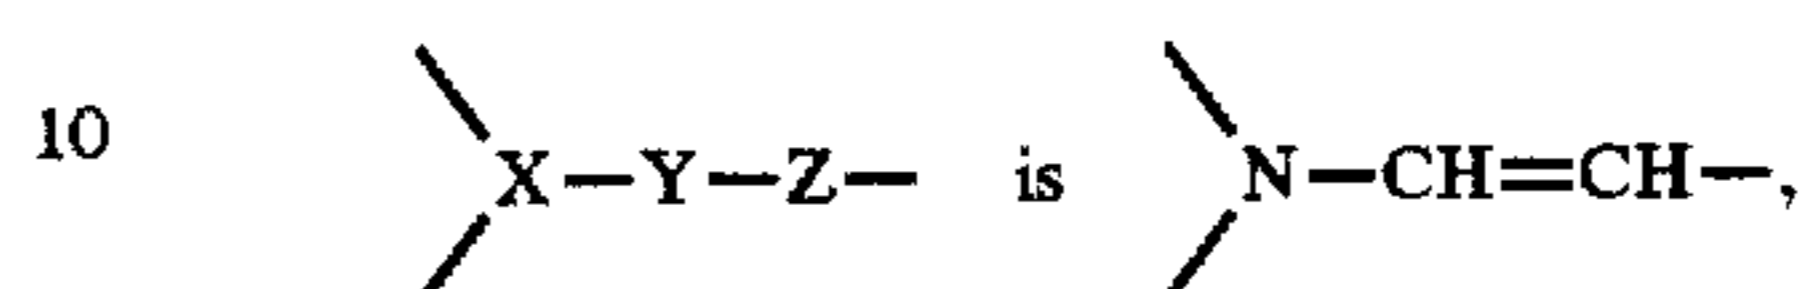 10 X—Y—Z— is N—CH=CH—,